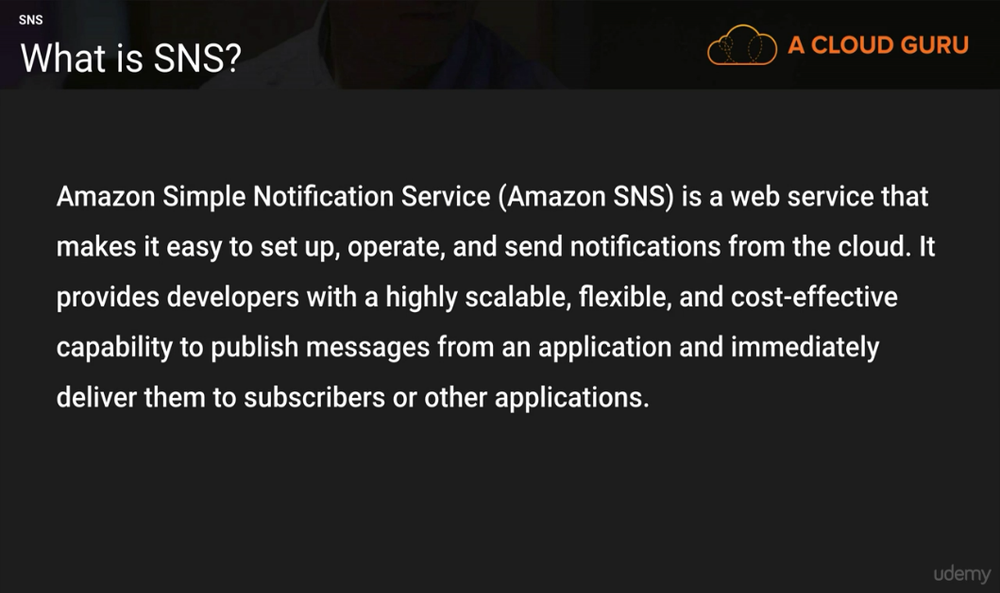 SNS
What is SNS?
A CLOUD GURU
Amazon Simple Notification Service (Amazon SNS) is a web service that
makes it easy to set up, operate, and send notifications from the cloud. It
provides developers with a highly scalable, flexible, and cost-effective
capability to publish messages from an application and immediately
deliver them to subscribers or other applications.
udemy